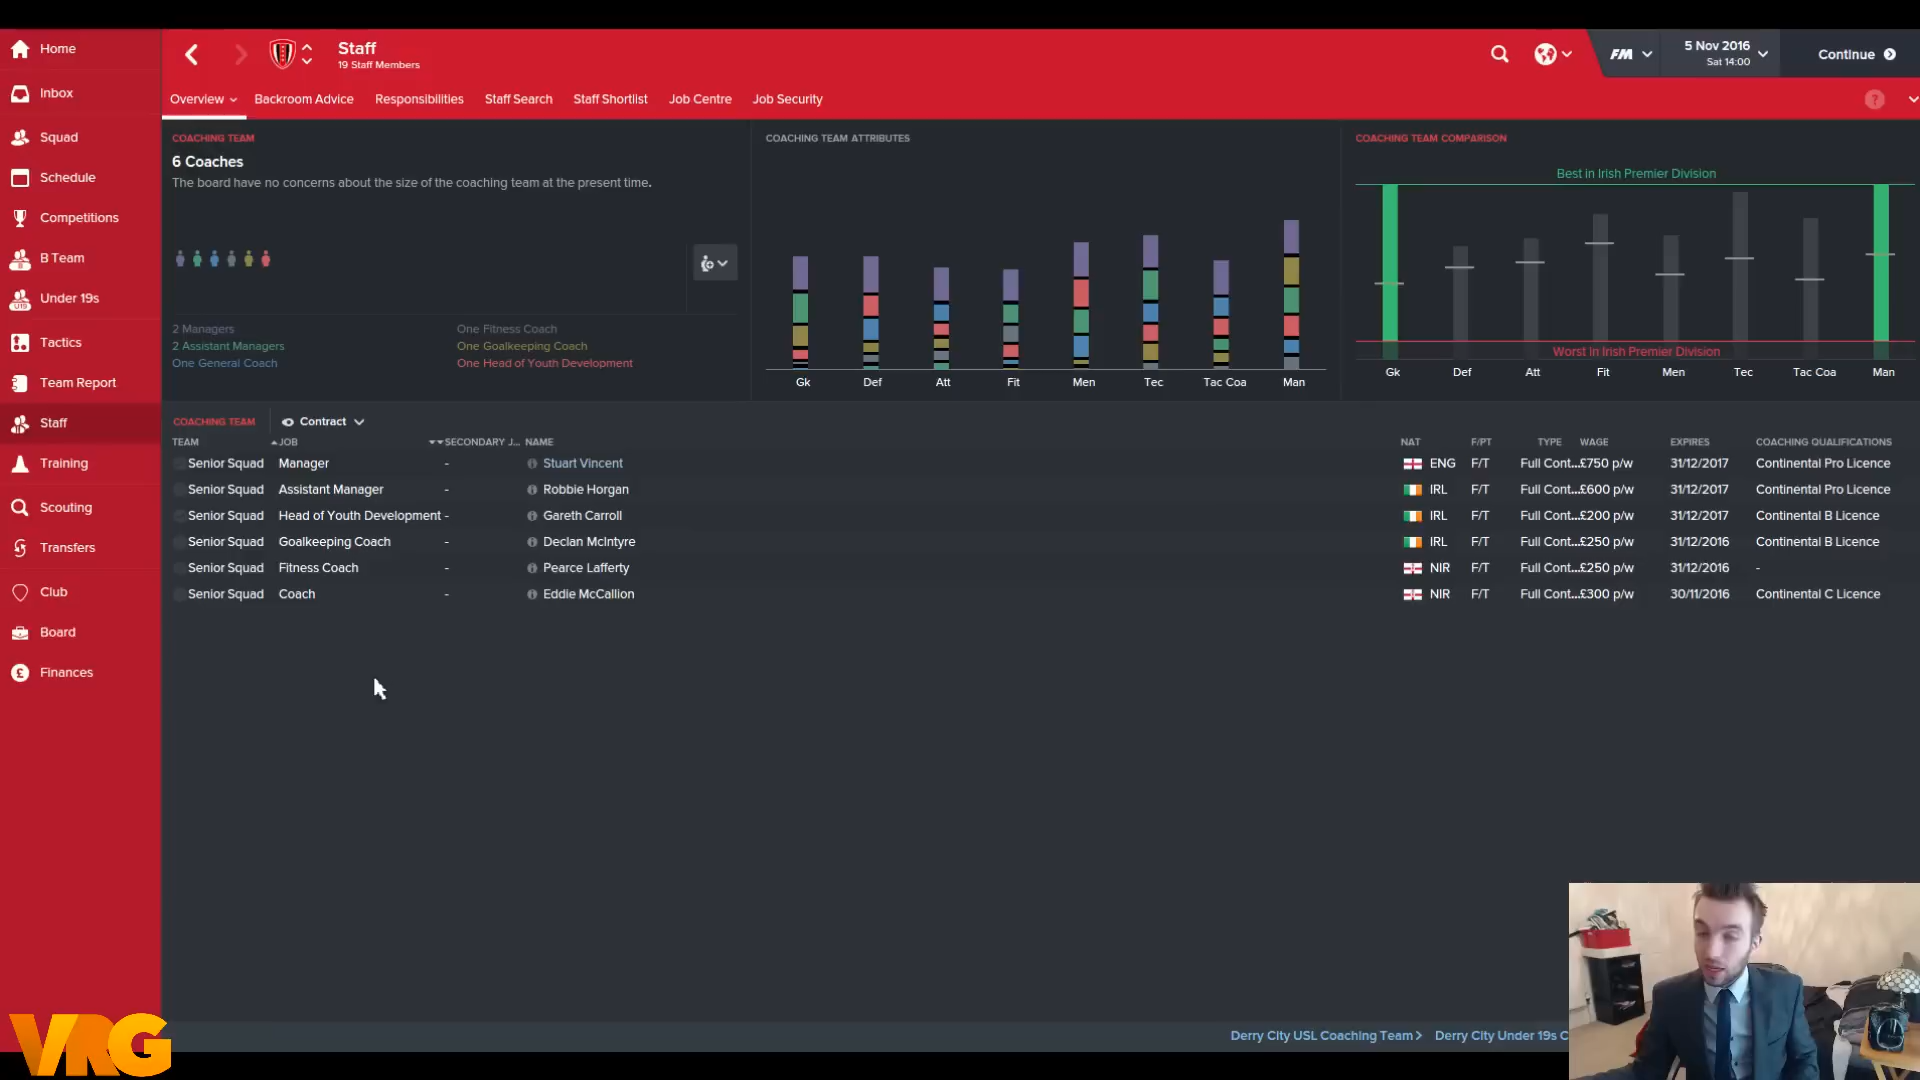 Home
Inbox
Squad
Schedule
Competitions
B Team
Under 19s
Tactics
Team Report
Staff
Training
Scouting
Transfers
Club
Board
Finances
Staff
19 Staff Members
FM
5 Nov 2016
Sat 14:00
Continue
Overview Backroom Advice Responsibilities Staff Search Staff Shortlist Job Centre Job Security
?
COACHING TEAM
6 Coaches
The board have no concerns about the size of the coaching team at the present time.
2 Managers
2 Assistant Managers
One General Coach
One Fitness Coach
One Goalkeeping Coach
One Head of Youth Development
COACHING TEAM ATTRIBUTES
Gk Def Att Fit Men Tec Tac Coa Man
COACHING TEAM COMPARISON
Best in Irish Premier Division
Worst in Irish Premier Division
Gk Def Att Fit Men Tec Tac Coa Man
COACHING TEAM Contract
TEAM JOB SECONDARY J... NAME NAT F/PT TYPE WAGE EXPIRES COACHING QUALIFICATIONS
Senior Squad Manager - Stuart Vincent ENG F/T Full Cont...£750 p/w 31/12/2017 Continental Pro Licence
Senior Squad Assistant Manager - Robbie Horgan IRL F/T Full Cont...£600 p/w 31/12/2017 Continental Pro Licence
Senior Squad Head of Youth Development - Gareth Carroll IRL F/T Full Cont...£200 p/w 31/12/2017 Continental B Licence
Senior Squad Goalkeeping Coach - Declan McIntyre IRL F/T Full Cont...£250 p/w 31/12/2016 Continental B Licence
Senior Squad Fitness Coach - Pearce Lafferty NIR F/T Full Cont...£250 p/w 31/12/2016 -
Senior Squad Coach - Eddie McCallion NIR F/T Full Cont...£300 p/w 30/11/2016 Continental C Licence
Derry City USL Coaching Team > Derry City Under 19s C
VRG